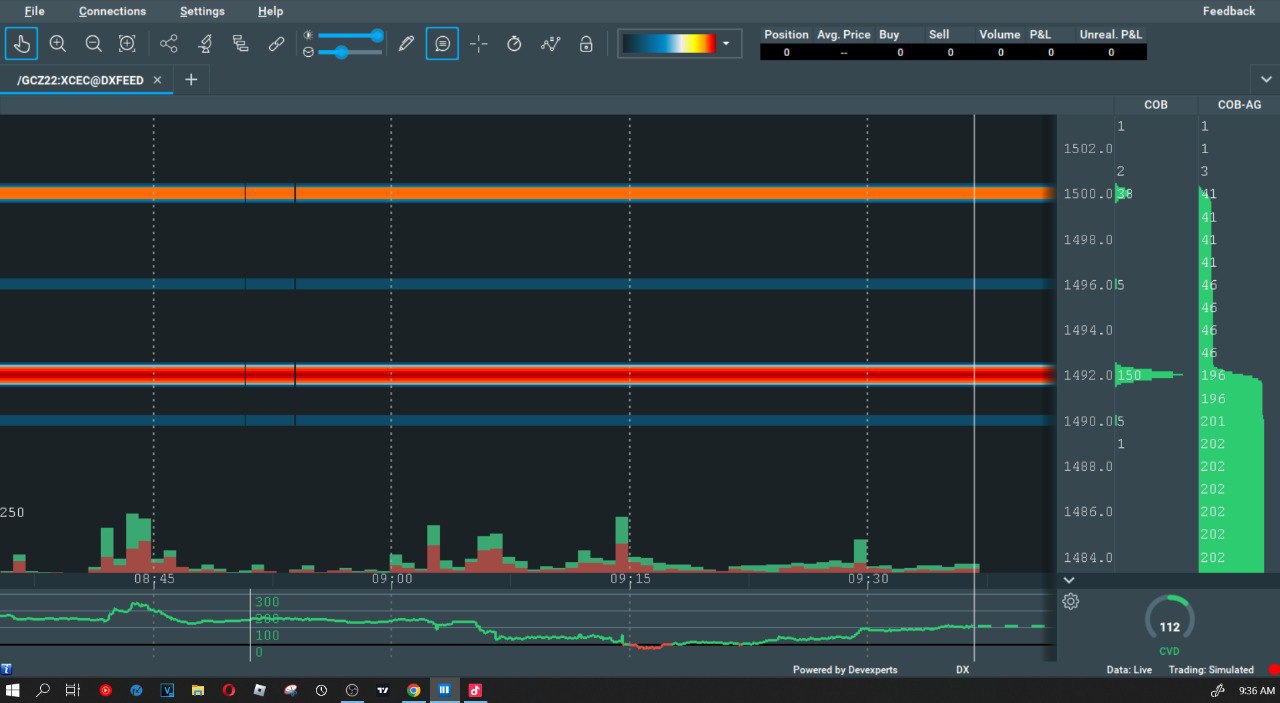 File Connections Settings Help Feedback
Position Avg. Price Buy Sell Volume P&L Unreal. P&L
0 -- 0 0 0 0 0
/GCZ22:XCEC@DXFEED × +
COB COB-AG
1 1
1502.0 1
2 3
1500.0 38 41
41
1498.0 41
41
1496.0 5 46
46
1494.0 46
46
1492.0 150 196
196
1490.0 5 201
1 202
1488.0 202
202
250 1486.0 202
202
1484.0 202
08:45 09:00 09:15 09:30
300
200
100
0
112
CVD
Powered by Devexperts DX Data: Live Trading: Simulated
9:36 AM